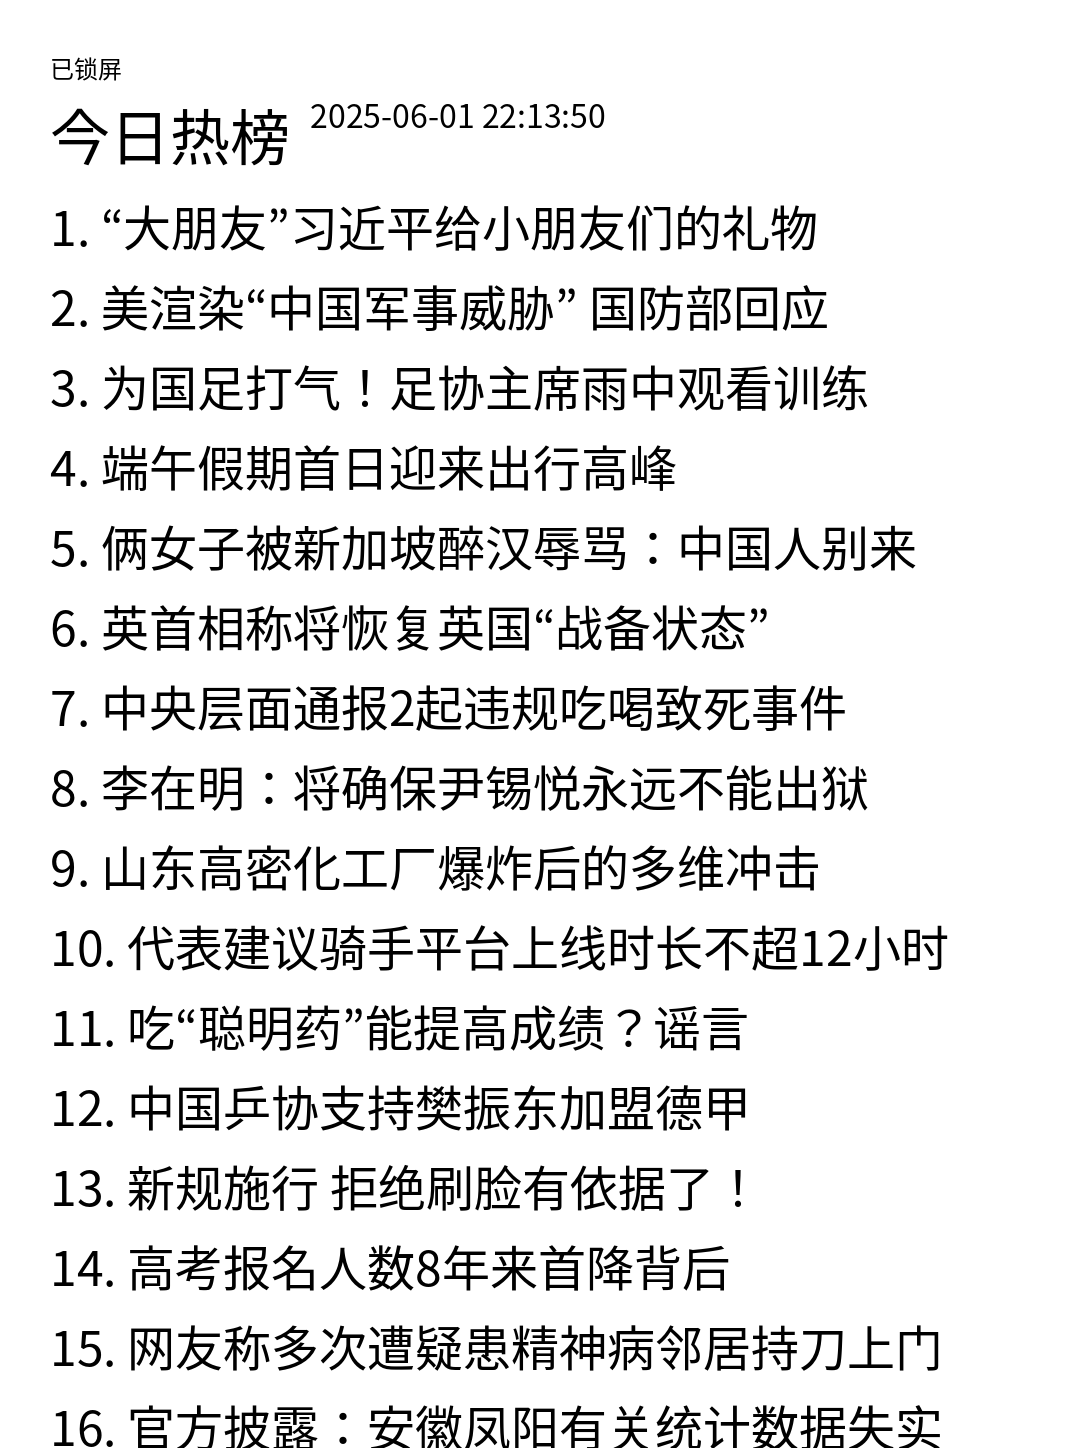 已锁屏
今日热榜 2025-06-01 22:13:50
1. “大朋友”习近平给小朋友们的礼物
2. 美渲染“中国军事威胁” 国防部回应
3. 为国足打气！足协主席雨中观看训练
4. 端午假期首日迎来出行高峰
5. 俩女子被新加坡醉汉辱骂：中国人别来
6. 英首相称将恢复英国“战备状态”
7. 中央层面通报2起违规吃喝致死事件
8. 李在明：将确保尹锡悦永远不能出狱
9. 山东高密化工厂爆炸后的多维冲击
10. 代表建议骑手平台上线时长不超12小时
11. 吃“聪明药”能提高成绩？谣言
12. 中国乒协支持樊振东加盟德甲
13. 新规施行 拒绝刷脸有依据了！
14. 高考报名人数8年来首降背后
15. 网友称多次遭疑患精神病邻居持刀上门
16. 官方披露：安徽凤阳有关统计数据失实